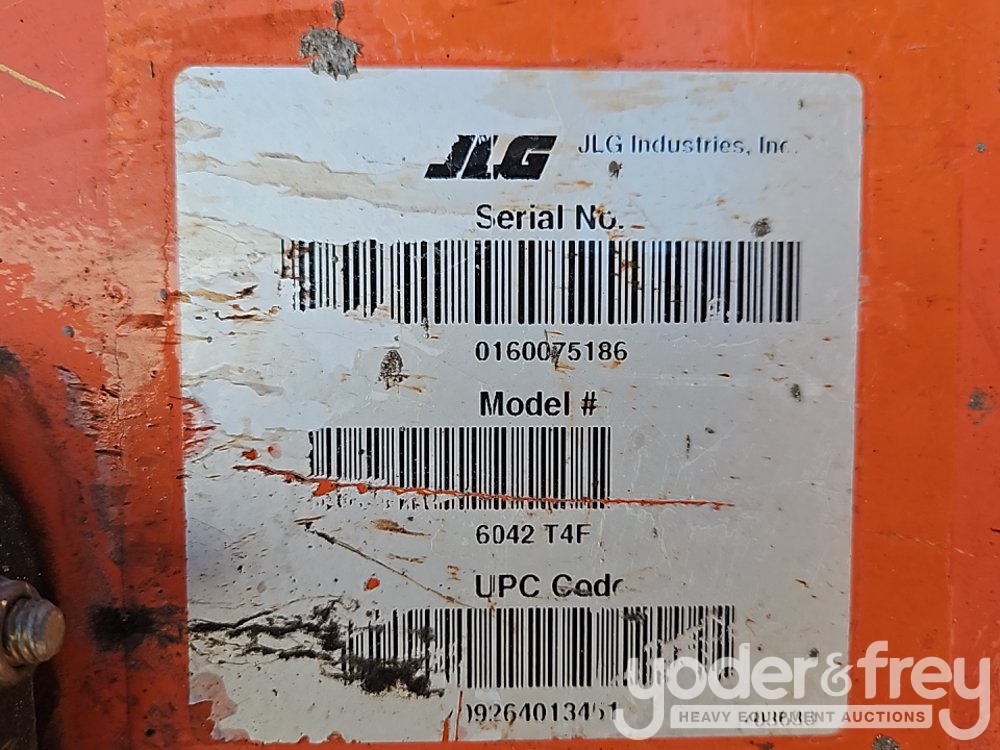 JLG JLG Industries, Inc.
Serial No.
0160075186
Model #
6042 T4F
UPC Code
yoder & frey
HEAVY EQUIPMENT AUCTIONS